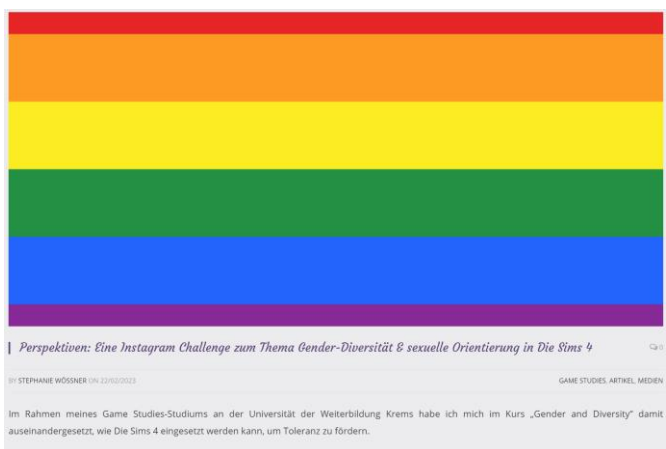 Perspektiven: Eine Instagram Challenge zum Thema Gender-Diversität & sexuelle Orientierung in Die Sims 4 0
BY STEPHANIE WÖSSNER ON 22/02/2023 GAME STUDIES, ARTIKEL, MEDIEN
Im Rahmen meines Game Studies-Studiums an der Universität der Weiterbildung Krems habe ich mich im Kurs „Gender and Diversity“ damit
auseinandergesetzt, wie Die Sims 4 eingesetzt werden kann, um Toleranz zu fördern.